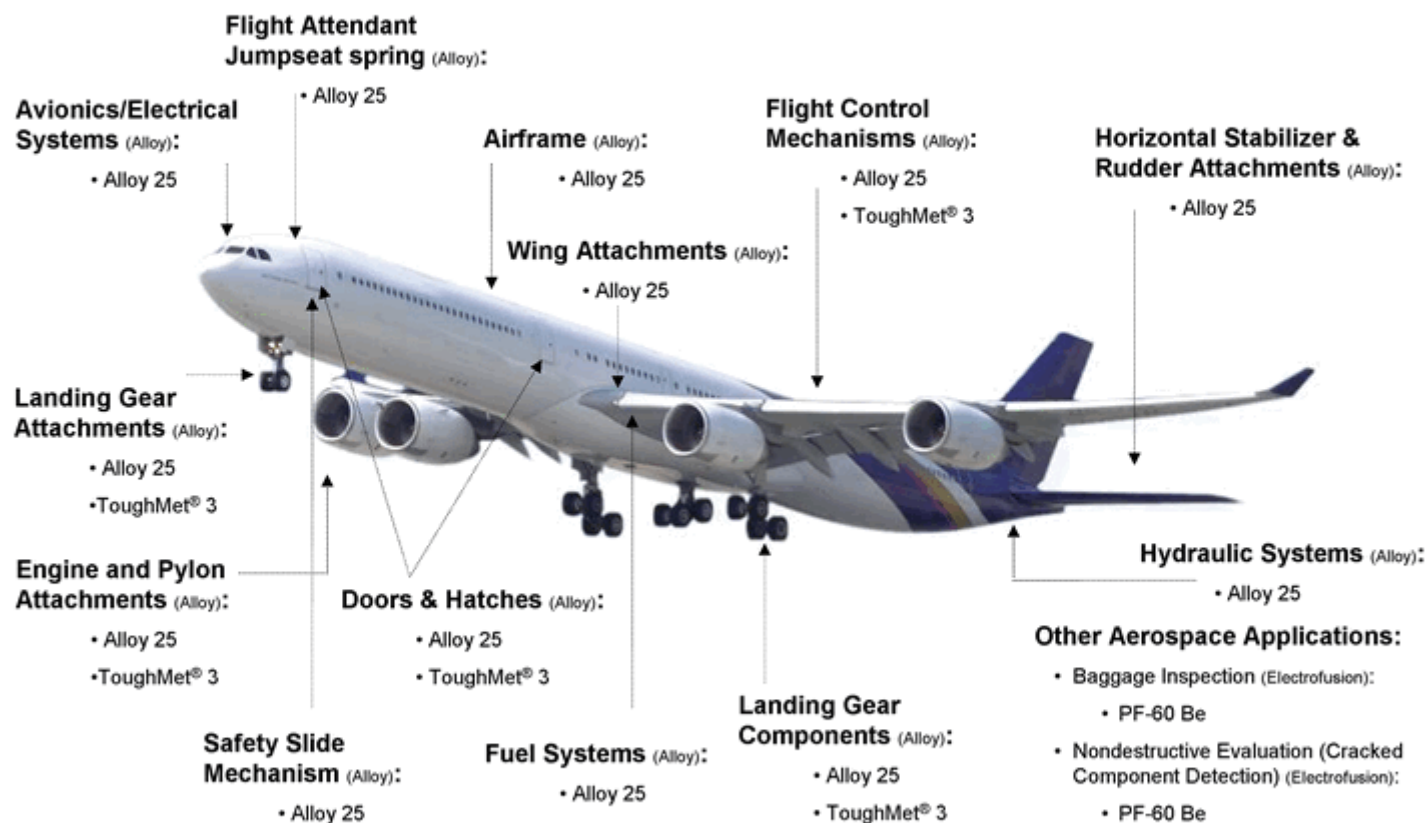 Flight Attendant
Jumpseat spring (Alloy):
• Alloy 25
Avionics/Electrical
Systems (Alloy):
• Alloy 25
Airframe (Alloy):
• Alloy 25
Flight Control
Mechanisms (Alloy):
• Alloy 25
• ToughMet® 3
Horizontal Stabilizer &
Rudder Attachments (Alloy):
• Alloy 25
Wing Attachments (Alloy):
• Alloy 25
Landing Gear
Attachments (Alloy):
• Alloy 25
•ToughMet® 3
Engine and Pylon
Attachments (Alloy):
• Alloy 25
•ToughMet® 3
Doors & Hatches (Alloy):
• Alloy 25
• ToughMet® 3
Hydraulic Systems (Alloy):
• Alloy 25
Safety Slide
Mechanism (Alloy):
• Alloy 25
Fuel Systems (Alloy):
• Alloy 25
Landing Gear
Components (Alloy):
• Alloy 25
• ToughMet® 3
Other Aerospace Applications:
• Baggage Inspection (Electrofusion):
• PF-60 Be
• Nondestructive Evaluation (Cracked
Component Detection) (Electrofusion):
• PF-60 Be